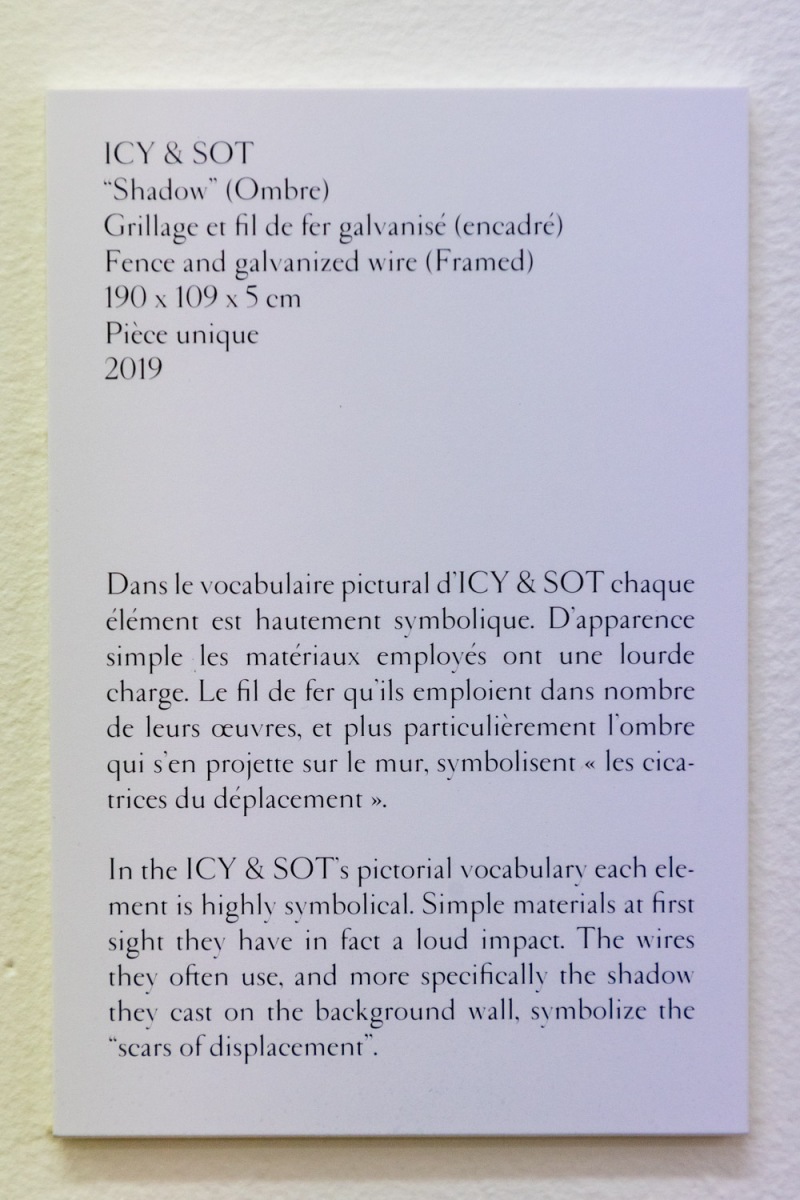 ICY & SOT
“Shadow” (Ombre)
Grillage et fil de fer galvanisé (encadré)
Fence and galvanized wire (Framed)
190 x 109 x 5 cm
Pièce unique
2019
Dans le vocabulaire pictural d'ICY & SOT chaque
élément est hautement symbolique. D'apparence
simple les matériaux employés ont une lourde
charge. Le fil de fer qu'ils emploient dans nombre
de leurs œuvres, et plus particulièrement l'ombre
qui s'en projette sur le mur, symbolisent « les cica-
trices du déplacement ».
In the ICY & SOT's pictorial vocabulary each ele-
ment is highly symbolical. Simple materials at first
sight they have in fact a loud impact. The wires
they often use, and more specifically the shadow
they cast on the background wall, symbolize the
“scars of displacement”.